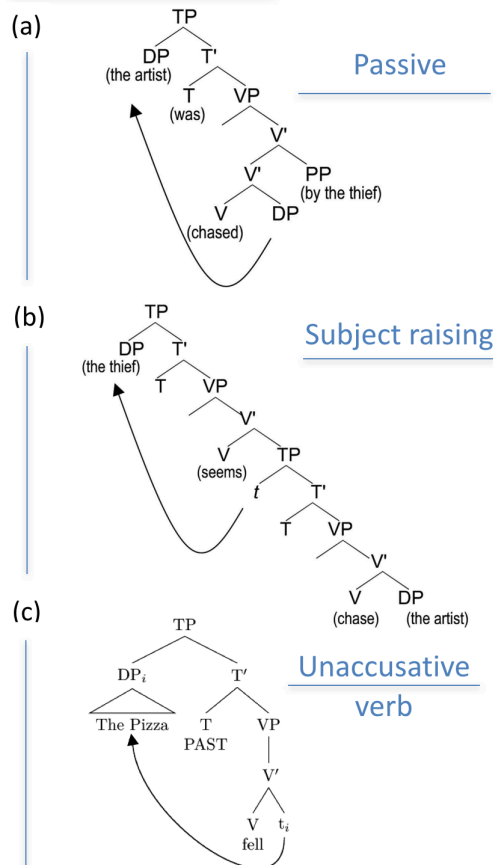 (a)
TP
DP T'
(the artist)
Passive
T VP
(was)
V'
V' PP
(by the thief)
V DP
(chased)
(b)
TP
Subject raising
DP T'
(the thief)
T VP
V'
V TP
(seems)
t T'
T VP
V'
V DP
(chase) (the artist)
(c)
TP
Unaccusative
verb
DPi T′
The Pizza T VP
PAST
V′
V ti
fell